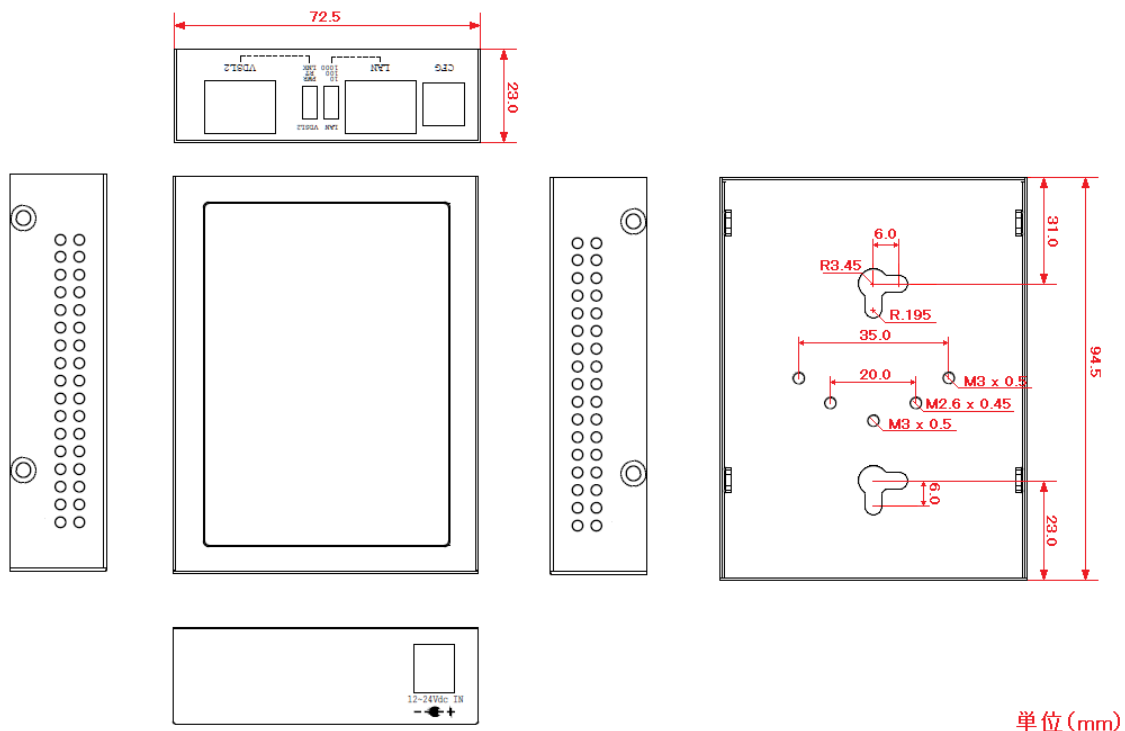 72.5
VDSL2
LNK
RT
PWR
1000
100
10
LAN
CFG
VDSL2
LAN
23.0
31.0
6.0
R3.45
R.195
35.0
94.5
20.0
M3 x 0.5
M2.6 x 0.45
M3 x 0.5
6.0
23.0
12-24Vdc IN
- +
単位(mm)